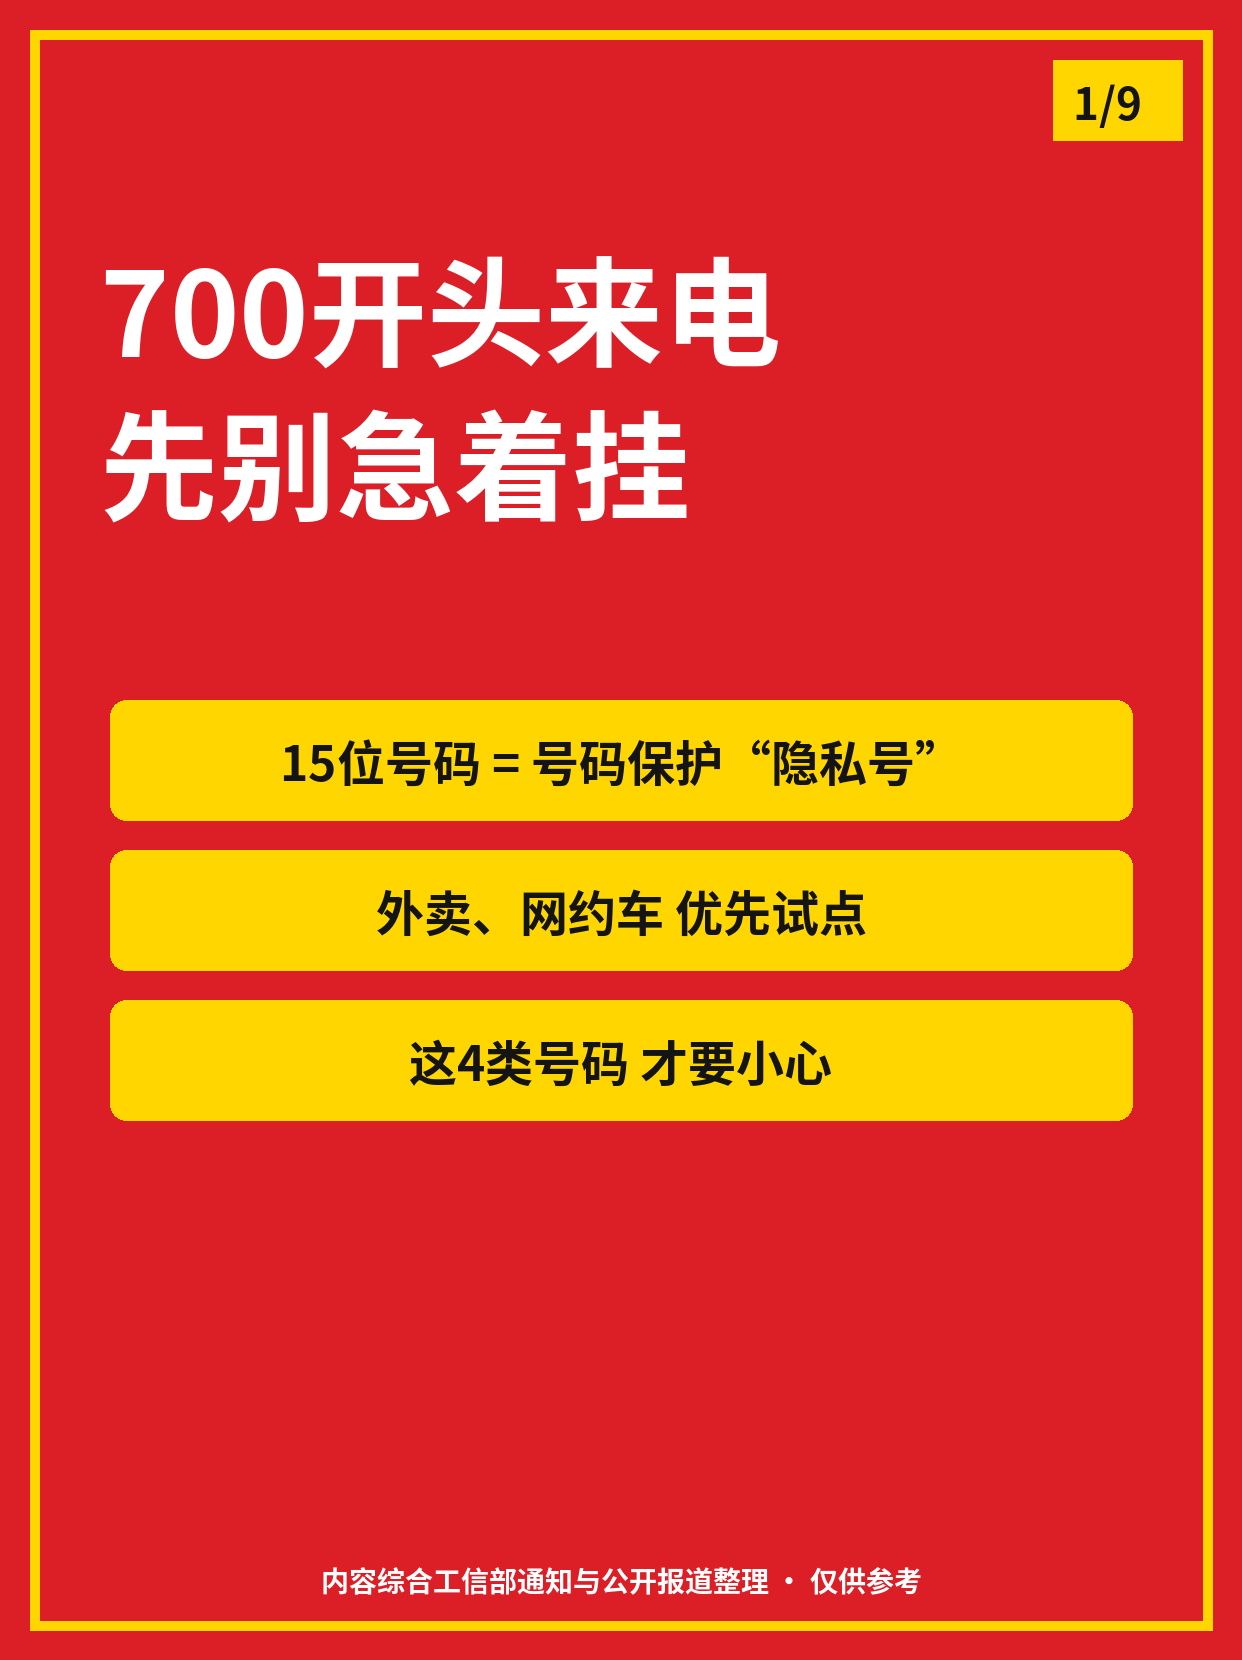 1/9
700开头来电
先别急着挂
15位号码 = 号码保护“隐私号”
外卖、网约车 优先试点
这4类号码 才要小心
内容综合工信部通知与公开报道整理 · 仅供参考